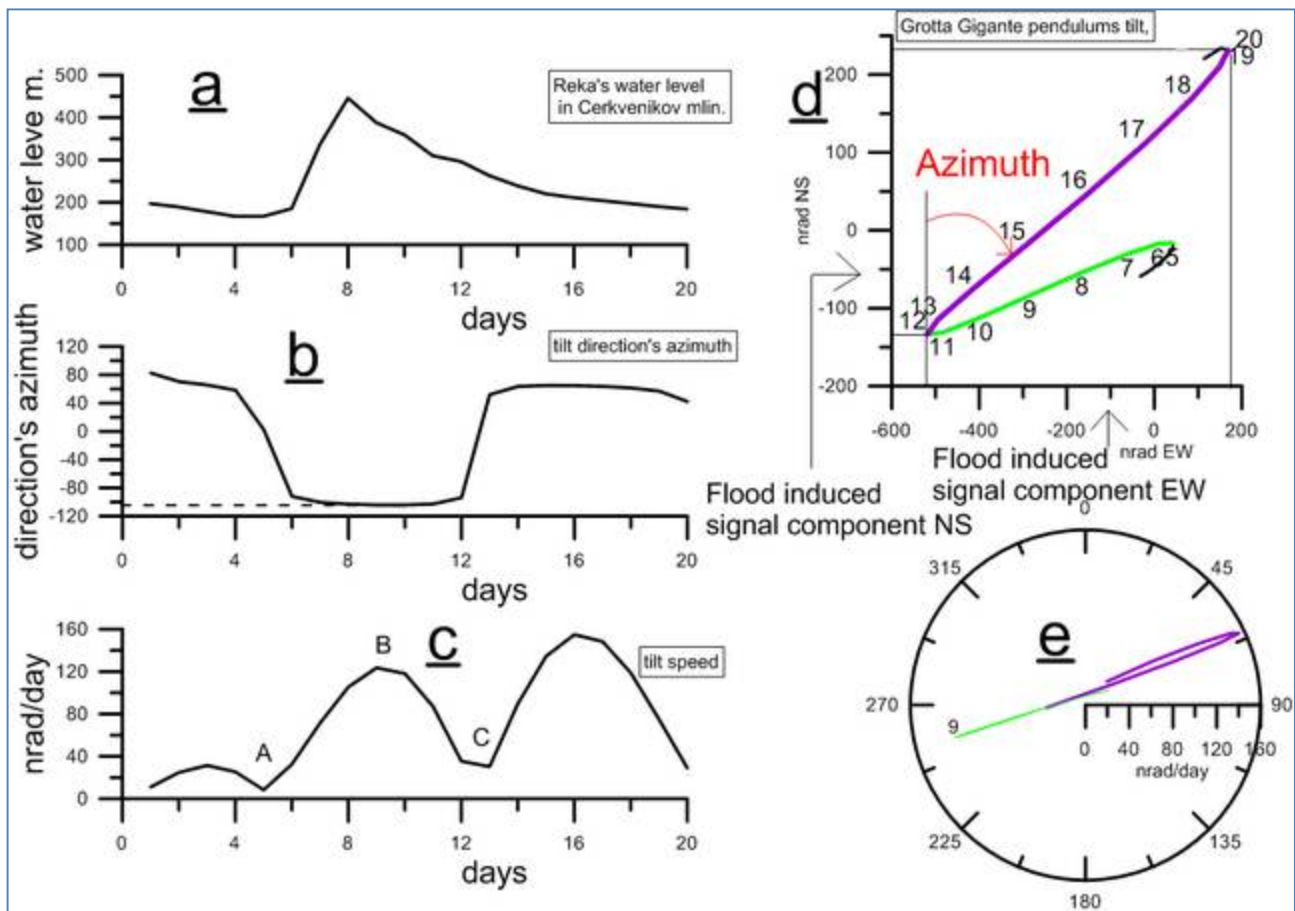 a
Reka's water level
in Cerkvenikov mlin.
water leve m.
500
400
300
200
100
0 4 8 12 16 20
days
b
tilt direction's azimuth
direction's azimuth
120
80
40
0
-40
-80
-120
0 4 8 12 16 20
days
c
tilt speed
nrad/day
160
120
80
40
0
A
B
C
0 4 8 12 16 20
days
d
Grotta Gigante pendulums tilt,
nrad NS
200
100
0
-100
-200
Azimuth
20
19
18
17
16
15
14
13
12
11
10
9
8
7
65
-600 -400 -200 0 200
nrad EW
Flood induced
signal component NS
Flood induced
signal component EW
e
0
45
90
135
180
225
270
315
9
0 40 80 120 160
nrad/day